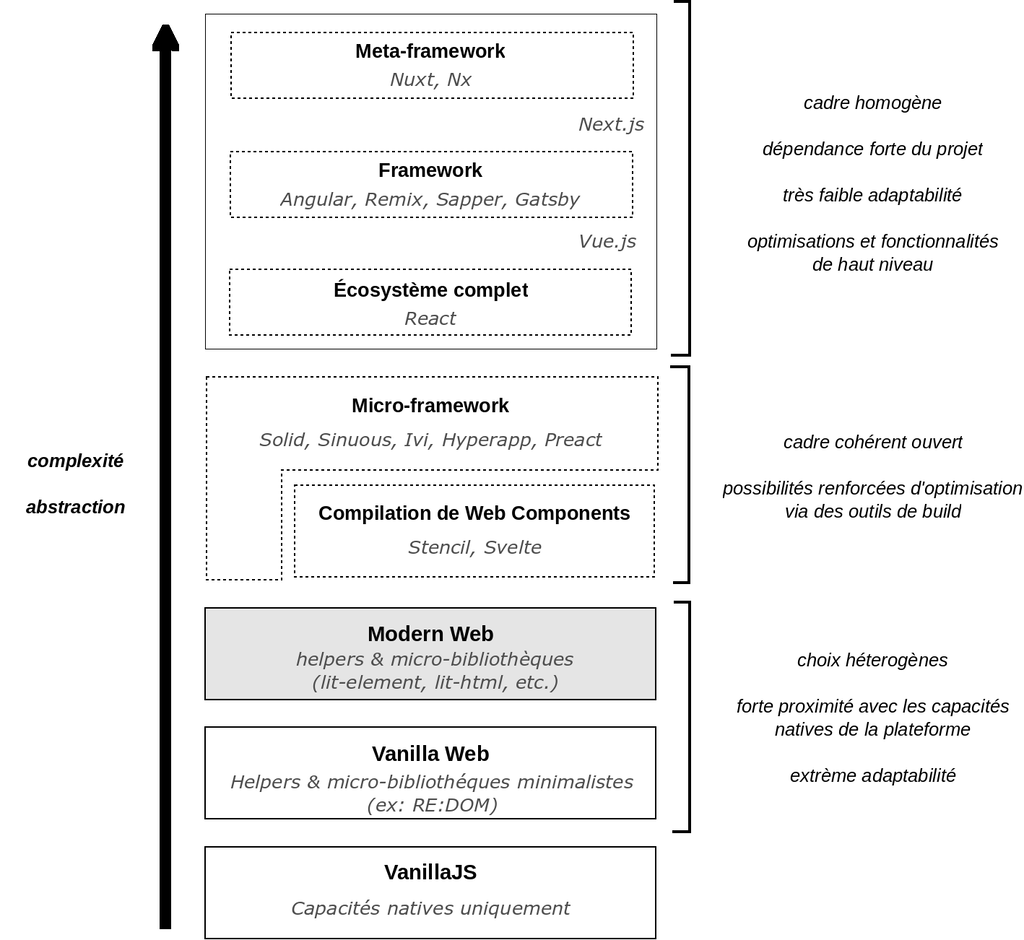 Meta-framework
Nuxt, Nx
Next.js
Framework
Angular, Remix, Sapper, Gatsby
Vue.js
Écosystème complet
React
cadre homogène
dépendance forte du projet
très faible adaptabilité
optimisations et fonctionnalités
de haut niveau
complexité
abstraction
Micro-framework
Solid, Sinuous, Ivi, Hyperapp, Preact
Compilation de Web Components
Stencil, Svelte
cadre cohérent ouvert
possibilités renforcées d'optimisation
via des outils de build
Modern Web
helpers & micro-bibliothèques
(lit-element, lit-html, etc.)
Vanilla Web
Helpers & micro-bibliothéques minimalistes
(ex: RE:DOM)
choix hétérogènes
forte proximité avec les capacités
natives de la plateforme
extrème adaptabilité
VanillaJS
Capacités natives uniquement